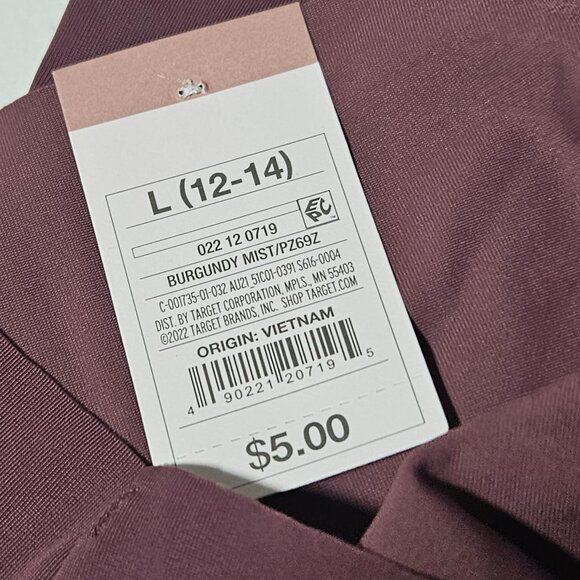 L (12-14)
EPC
022 12 0719
BURGUNDY MIST/PZ69Z
C-001735-01-032 AU21 51C01-0391 S616-0004
DIST. BY TARGET CORPORATION, MPLS., MN 55403
©2022 TARGET BRANDS, INC. SHOP TARGET.COM
ORIGIN: VIETNAM
4 90221 20719 5
$5.00